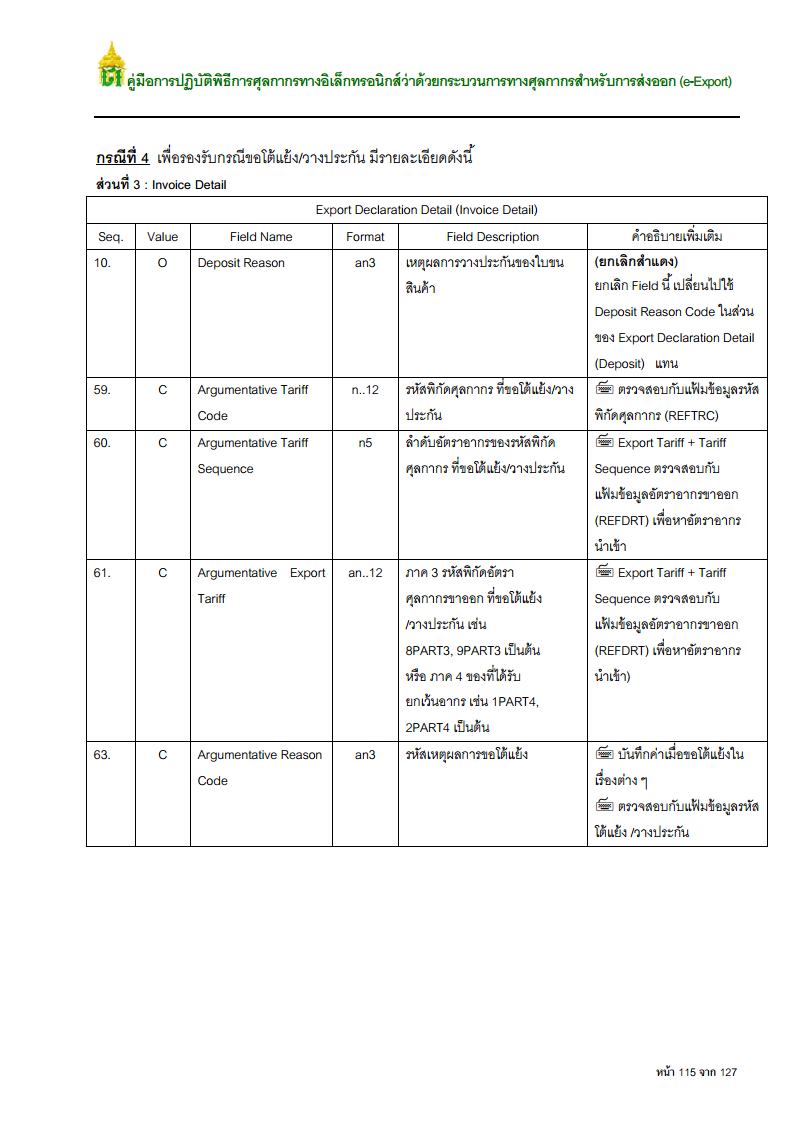 คู่มือการปฏิบัติพิธีการศุลกากรทางอิเล็กทรอนิกส์ว่าด้วยกระบวนการทางศุลกากรสำหรับการส่งออก (e-Export)
กรณีที่ 4 เพื่อรองรับกรณีขอโต้แย้ง/วางประกัน มีรายละเอียดดังนี้
ส่วนที่ 3 : Invoice Detail
Export Declaration Detail (Invoice Detail)
Seq. Value Field Name Format Field Description คำอธิบายเพิ่มเติม
10. O Deposit Reason an3 เหตุผลการวางประกันของใบขน (ยกเลิกสำแดง)
สินค้า ยกเลิก Field นี้ เปลี่ยนไปใช้
Deposit Reason Code ในส่วน
ของ Export Declaration Detail
(Deposit) แทน
59. C Argumentative Tariff n..12 รหัสพิกัดศุลกากร ที่ขอโต้แย้ง/วาง ตรวจสอบกับแฟ้มข้อมูลรหัส
Code ประกัน พิกัดศุลกากร (REFTRC)
60. C Argumentative Tariff n5 ลำดับอัตราอากรของรหัสพิกัด Export Tariff + Tariff
Sequence ศุลกากร ที่ขอโต้แย้ง/วางประกัน Sequence ตรวจสอบกับ
แฟ้มข้อมูลอัตราอากรขาออก
(REFDRT) เพื่อหาอัตราอากร
นำเข้า
61. C Argumentative Export an..12 ภาค 3 รหัสพิกัดอัตรา Export Tariff + Tariff
Tariff ศุลกากรขาออก ที่ขอโต้แย้ง Sequence ตรวจสอบกับ
/วางประกัน เช่น แฟ้มข้อมูลอัตราอากรขาออก
8PART3, 9PART3 เป็นต้น (REFDRT) เพื่อหาอัตราอากร
หรือ ภาค 4 ของที่ได้รับ นำเข้า)
ยกเว้นอากร เช่น 1PART4,
2PART4 เป็นต้น
63. C Argumentative Reason an3 รหัสเหตุผลการขอโต้แย้ง บันทึกค่าเมื่อขอโต้แย้งใน
Code เรื่องต่าง ๆ
ตรวจสอบกับแฟ้มข้อมูลรหัส
โต้แย้ง /วางประกัน
หน้า 115 จาก 127